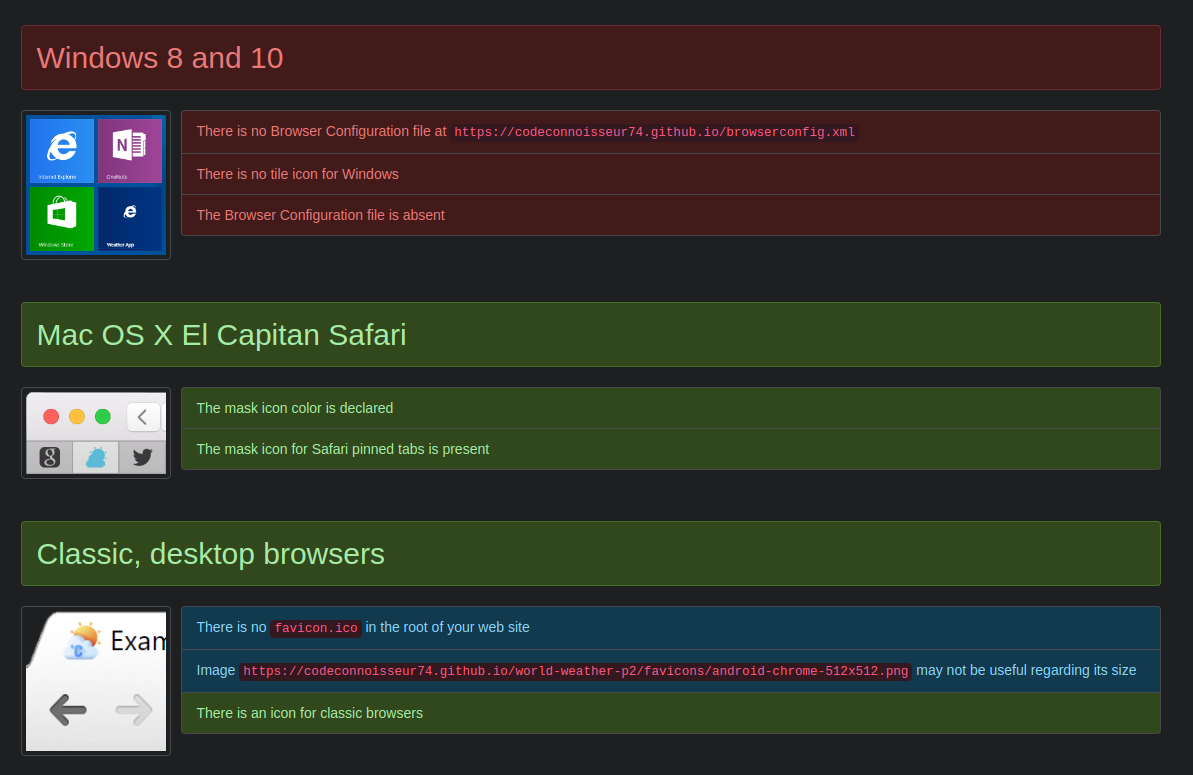 Windows 8 and 10
There is no Browser Configuration file at https://codeconnoisseur74.github.io/browserconfig.xml
There is no tile icon for Windows
The Browser Configuration file is absent
Internet Explorer
OneNote
Windows Store
Weather App
Mac OS X El Capitan Safari
The mask icon color is declared
The mask icon for Safari pinned tabs is present
Classic, desktop browsers
There is no favicon.ico in the root of your web site
Image https://codeconnoisseur74.github.io/world-weather-p2/favicons/android-chrome-512x512.png may not be useful regarding its size
There is an icon for classic browsers
°C Exam